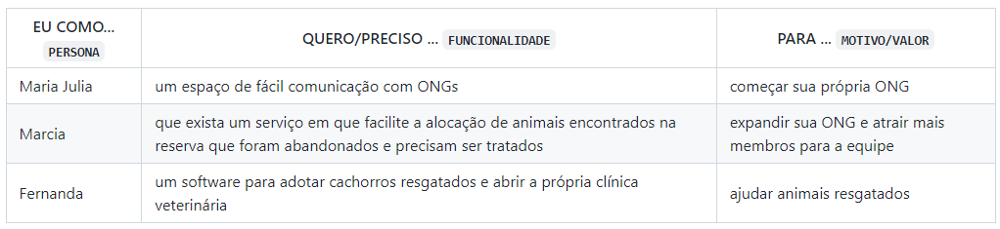 EU COMO... QUERO/PRECISO ... FUNCIONALIDADE PARA ... MOTIVO/VALOR
PERSONA
Maria Julia um espaço de fácil comunicação com ONGs começar sua própria ONG
Marcia que exista um serviço em que facilite a alocação de animais encontrados na expandir sua ONG e atrair mais
reserva que foram abandonados e precisam ser tratados membros para a equipe
Fernanda um software para adotar cachorros resgatados e abrir a própria clínica ajudar animais resgatados
veterinária